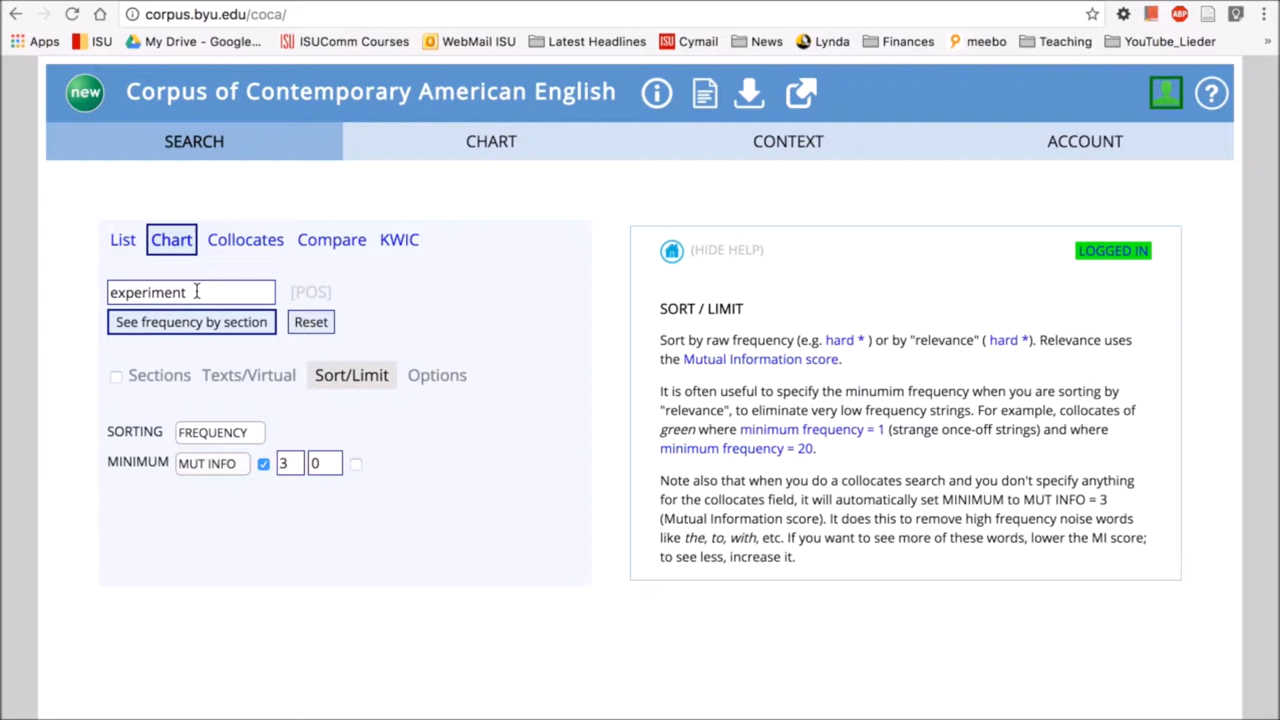 corpus.byu.edu/coca/
ABP
Apps ISU My Drive - Google... ISU ISUComm Courses WebMail ISU Latest Headlines ISU Cymail News Lynda Finances meebo Teaching YouTube_Lieder »
new Corpus of Contemporary American English
SEARCH CHART CONTEXT ACCOUNT
List Chart Collocates Compare KWIC
experiment [POS]
See frequency by section Reset
Sections Texts/Virtual Sort/Limit Options
SORTING FREQUENCY
MINIMUM MUT INFO 3 0
(HIDE HELP) LOGGED IN
SORT / LIMIT
Sort by raw frequency (e.g. hard * ) or by "relevance" ( hard *). Relevance uses
the Mutual Information score.
It is often useful to specify the minumim frequency when you are sorting by
"relevance", to eliminate very low frequency strings. For example, collocates of
green where minimum frequency = 1 (strange once-off strings) and where
minimum frequency = 20.
Note also that when you do a collocates search and you don't specify anything
for the collocates field, it will automatically set MINIMUM to MUT INFO = 3
(Mutual Information score). It does this to remove high frequency noise words
like the, to, with, etc. If you want to see more of these words, lower the MI score;
to see less, increase it.